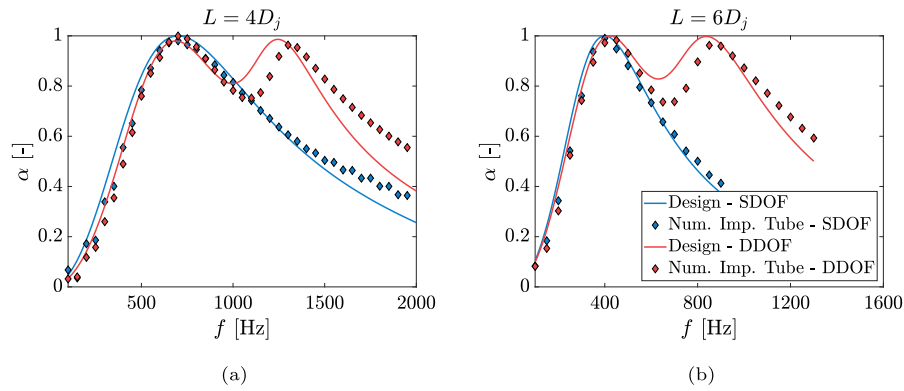 L = 4D_j
L = 6D_j
1
0.8
0.6
0.4
0.2
0
α [-]
500
1000
1500
2000
f [Hz]
(a)
1
0.8
0.6
0.4
0.2
0
α [-]
400
800
1200
1600
f [Hz]
(b)
Design - SDOF
Num. Imp. Tube - SDOF
Design - DDOF
Num. Imp. Tube - DDOF